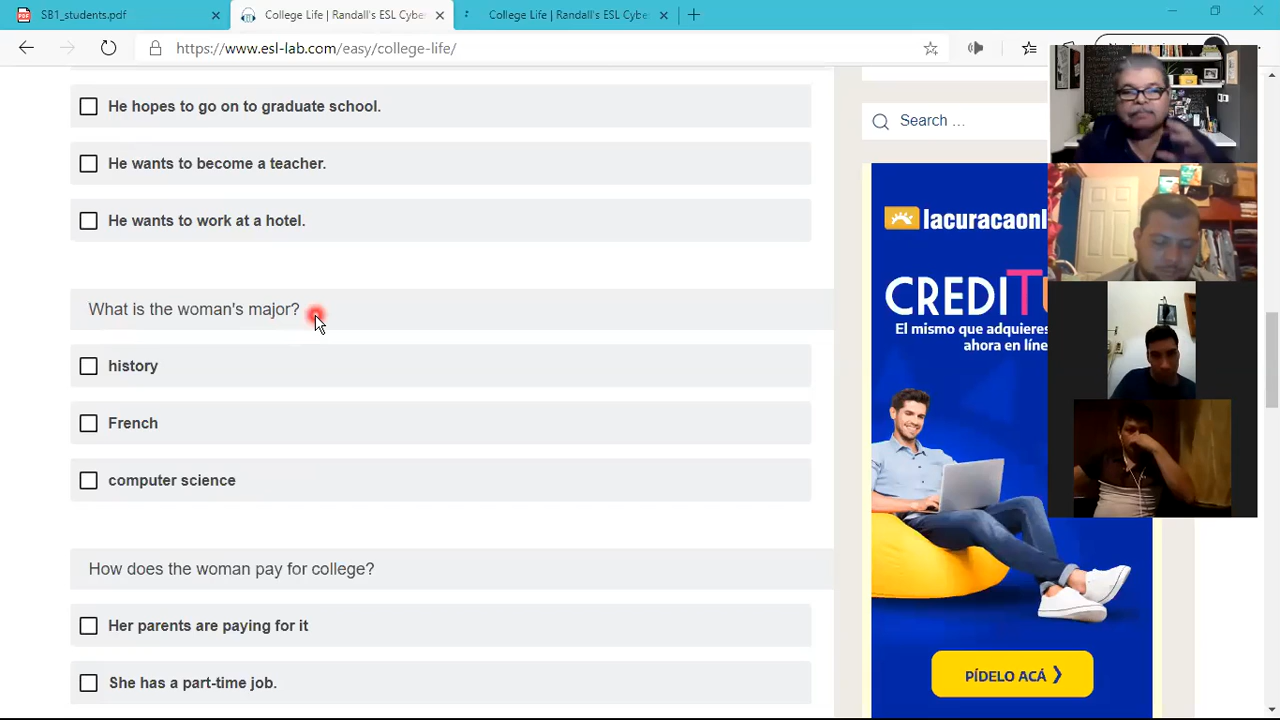 SB1_students.pdf
College Life | Randall's ESL Cybe
College Life | Randall's ESL Cybe
https://www.esl-lab.com/easy/college-life/
He hopes to go on to graduate school.
He wants to become a teacher.
He wants to work at a hotel.
What is the woman's major?
history
French
computer science
How does the woman pay for college?
Her parents are paying for it
She has a part-time job.
Search …
lacuracaonl
CREDIT
El mismo que adquieres
ahora en líne
PÍDELO ACÁ